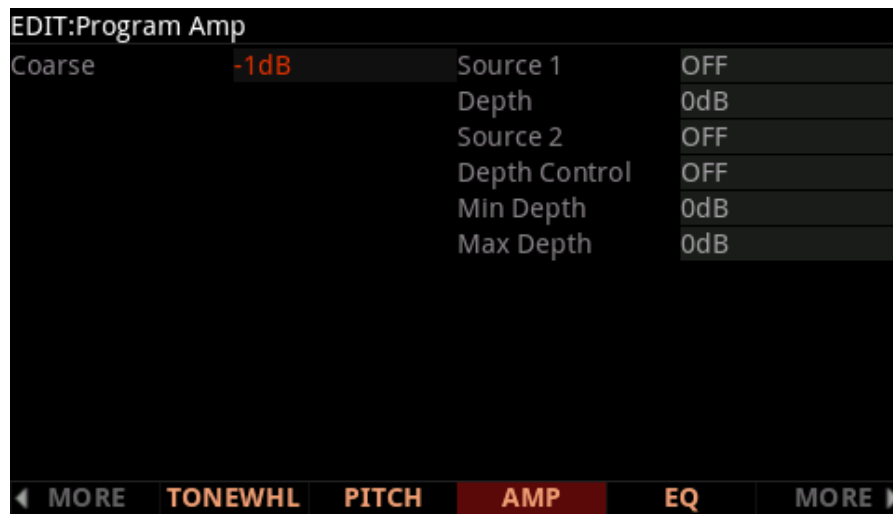 EDIT:Program Amp
Coarse -1dB Source 1 OFF
Depth 0dB
Source 2 OFF
Depth Control OFF
Min Depth 0dB
Max Depth 0dB
MORE TONEWHL PITCH AMP EQ MORE